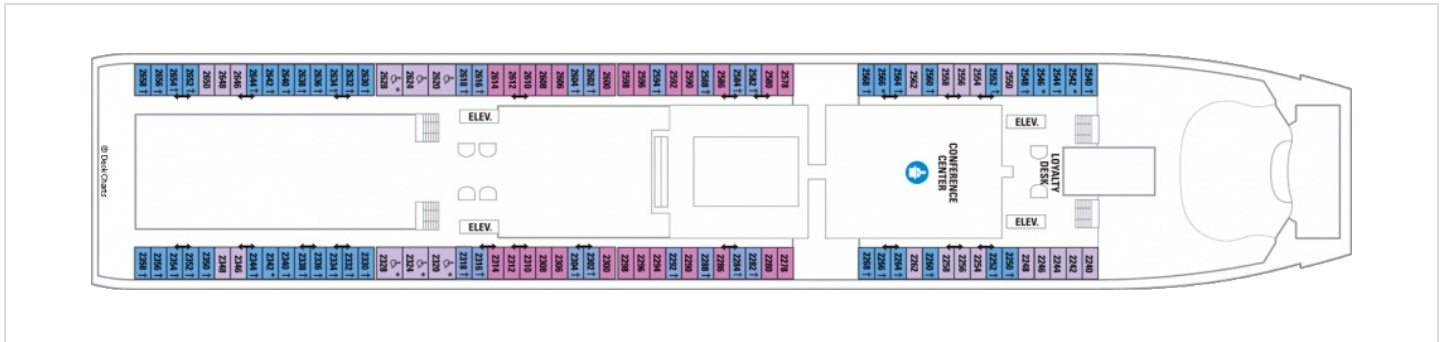 2658 2656 2654 2652 2650 2648 2646 2644 2642 2640 2638 2636 2634 2632 2630 2628 2624 2620 2618 2616 2614 2612 2610 2608 2606 2604 2602 2600 2598 2596 2594 2592 2590 2588 2586 2584 2582 2580 2578 2568 2566 2564 2562 2560 2558 2556 2554 2552 2550 2548 2546 2544 2542 2540
ELEV.
ELEV.
© DeckCharts
CONFERENCE
CENTER
LOYALTY
DESK
ELEV.
ELEV.
2358 2356 2354 2352 2350 2348 2346 2344 2342 2340 2338 2336 2334 2332 2330 2328 2324 2320 2318 2316 2314 2312 2310 2308 2306 2304 2302 2300 2298 2296 2294 2292 2290 2288 2286 2284 2282 2280 2278 2268 2266 2264 2262 2260 2258 2256 2254 2252 2250 2248 2246 2244 2242 2240